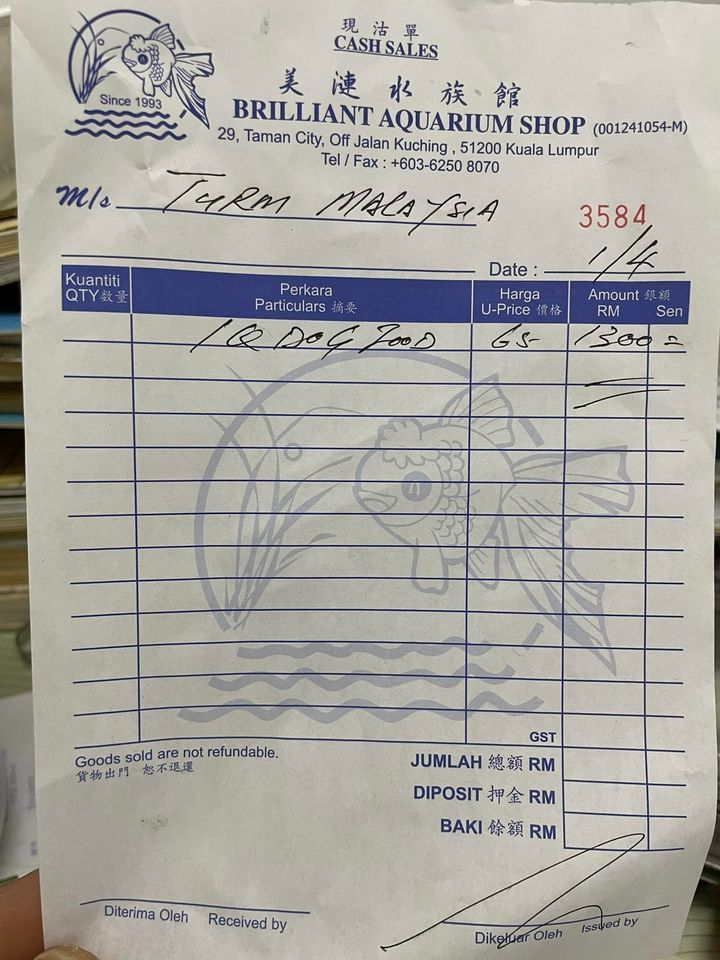 現沽單
CASH SALES
Since 1993
美漣水族館
BRILLIANT AQUARIUM SHOP (001241054-M)
29, Taman City, Off Jalan Kuching , 51200 Kuala Lumpur
Tel / Fax : +603-6250 8070
M/s TURM MALAYSIA
3584
Date : 1/4
Kuantiti Perkara Harga Amount 銀額
QTY 數量 Particulars 摘要 U-Price 價格 RM Sen
DOG FOOD 65 1300=
GST
Goods sold are not refundable. JUMLAH 總額 RM
貨物出門 恕不退還
DIPOSIT 押金 RM
BAKI 餘額 RM
Diterima Oleh Received by Dikeluar Oleh Issued by